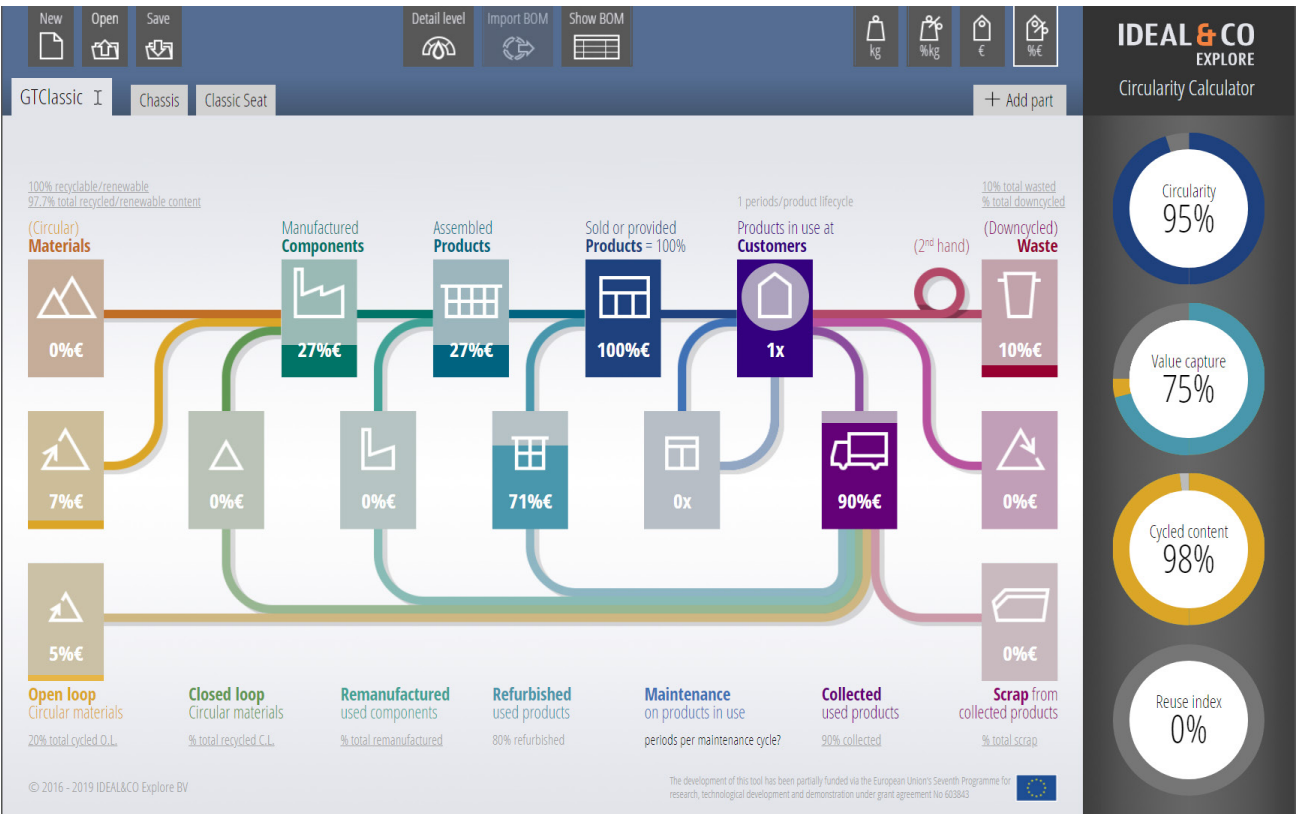 New
Open
Save
Detail level
Import BOM
Show BOM
kg
%kg
€
%€
IDEAL & CO
EXPLORE
Circularity Calculator
GTClassic
Chassis
Classic Seat
+ Add part
100% recyclable/renewable
97.7% total recycled/renewable content
1 periods/product lifecycle
10% total wasted
% total downcycled
(Circular)
Materials
Manufactured
Components
Assembled
Products
Sold or provided
Products = 100%
Products in use at
Customers
(2nd hand)
(Downcycled)
Waste
0%€
27%€
27%€
100%€
1x
10%€
7%€
0%€
0%€
71%€
0x
90%€
0%€
5%€
0%€
Open loop
Circular materials
20% total cycled O.L.
Closed loop
Circular materials
% total recycled C.L.
Remanufactured
used components
% total remanufactured
Refurbished
used products
80% refurbished
Maintenance
on products in use
periods per maintenance cycle?
Collected
used products
90% collected
Scrap from
collected products
% total scrap
Circularity
95%
Value capture
75%
Cycled content
98%
Reuse index
0%
© 2016 - 2019 IDEAL&CO Explore BV
The development of this tool has been partially funded via the European Union's Seventh Programme for
research, technological development and demonstration under grant agreement No 603843